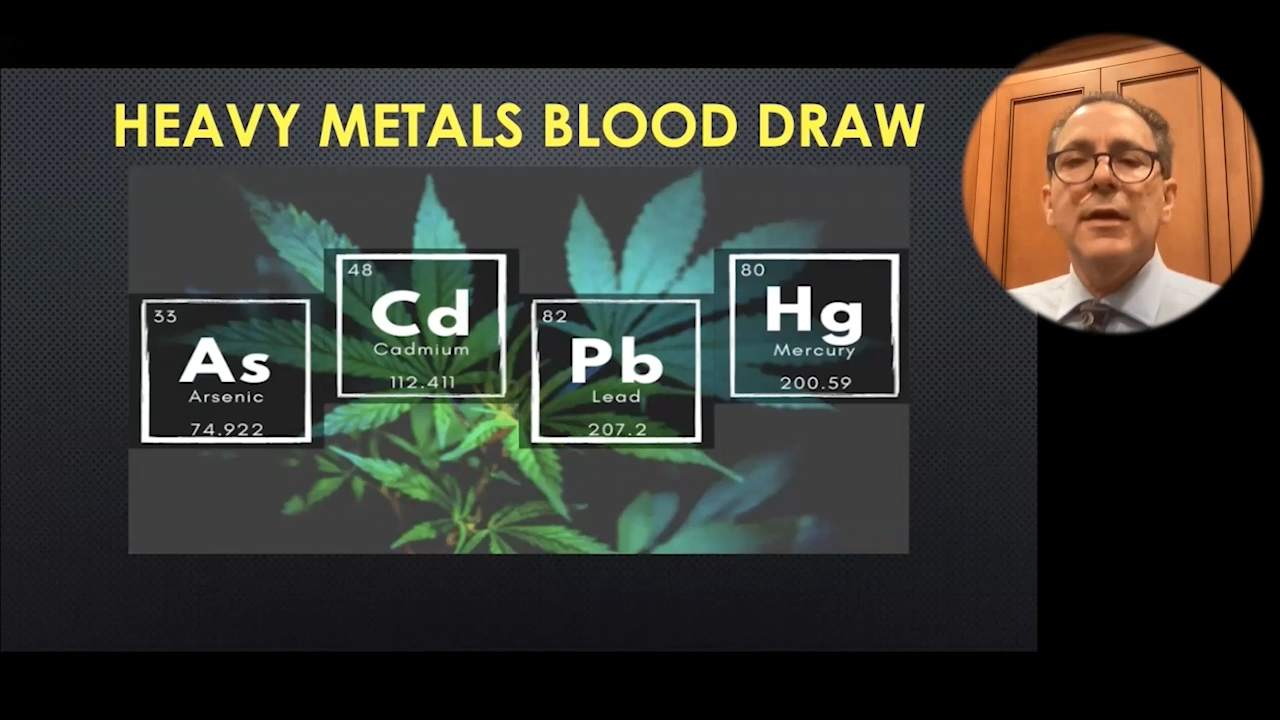 HEAVY METALS BLOOD DRAW
33
As
Arsenic
74.922
48
Cd
Cadmium
112.411
82
Pb
Lead
207.2
80
Hg
Mercury
200.59